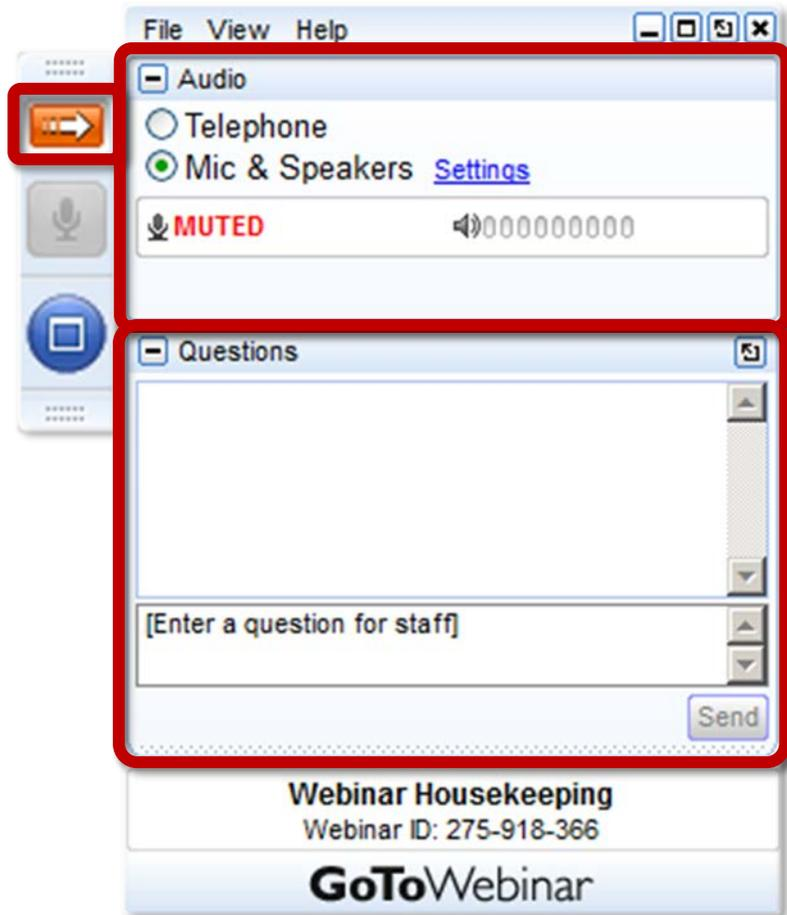 File View Help
Audio
Telephone
Mic & Speakers Settings
MUTED
Questions
[Enter a question for staff]
Send
Webinar Housekeeping
Webinar ID: 275-918-366
GoToWebinar